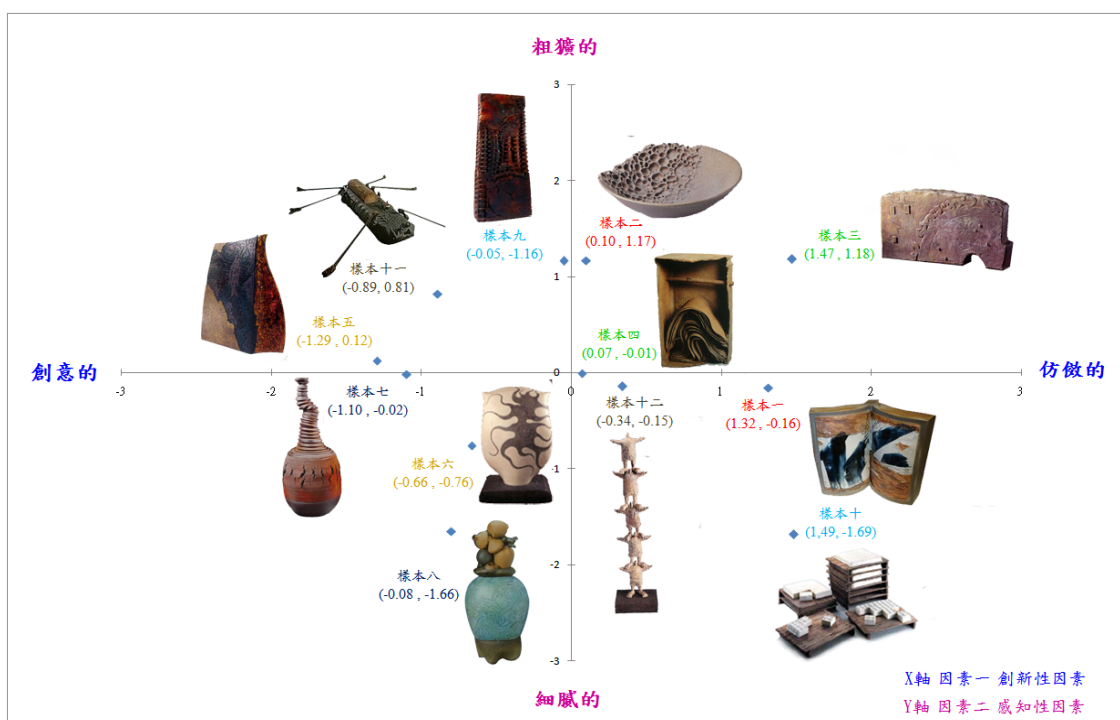 粗獷的
3
樣本九
(-0.05, -1.16)
樣本二
(0.10, 1.17)
樣本三
(1.47, 1.18)
2
樣本十一
(-0.89, 0.81)
1
樣本五
(-1.29 , 0.12)
樣本四
(0.07 , -0.01)
創意的
仿倣的
0
-3
-2
-1
0
1
2
3
樣本七
(-1.10 , -0.02)
樣本十二
(-0.34 , -0.15)
樣本一
(1.32, -0.16)
樣本六
(-0.66 , -0.76)
-1
樣本十
(1,49, -1.69)
樣本八
(-0.08 , -1.66)
-2
-3
細膩的
X軸 因素一 創新性因素
Y軸 因素二 感知性因素